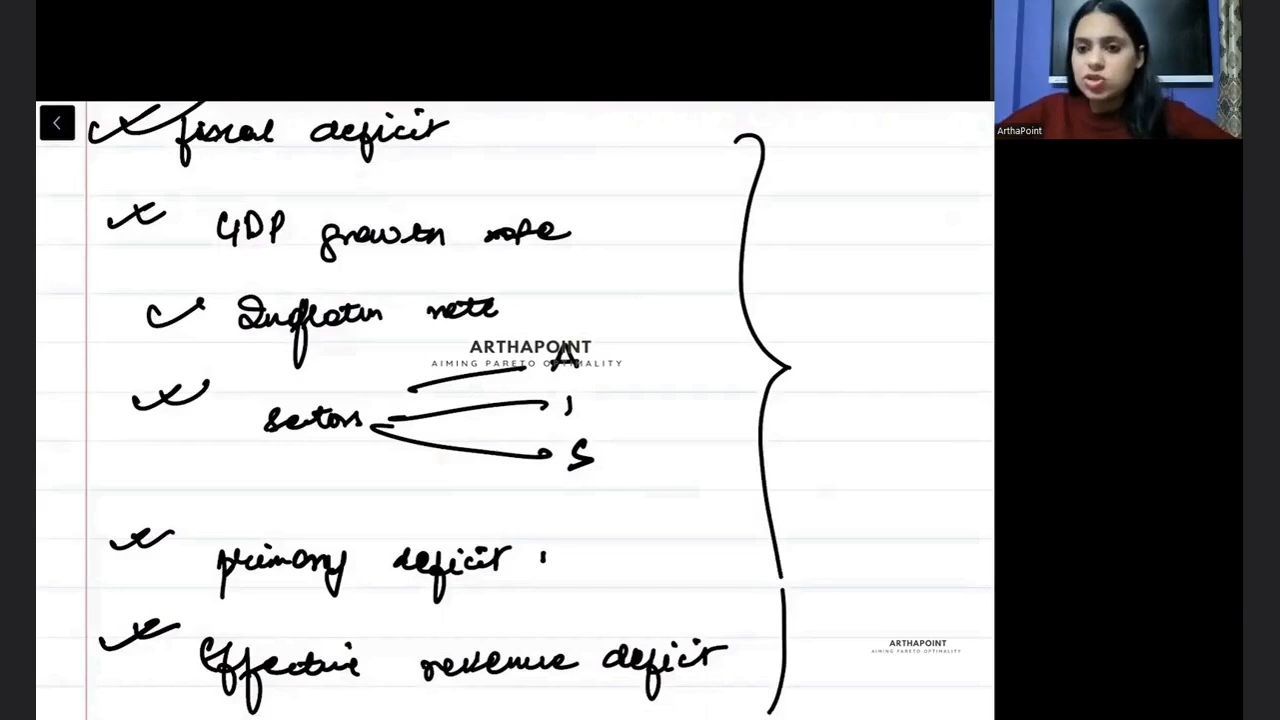 fiscal deficit
ArthaPoint
GDP growth rate
Inflation rate
ARTHAPOINT
AIMING PARETO OPTIMALITY
A
Sectors
I
S
primary deficit
Effective revenue deficit
ARTHAPOINT
AIMING PARETO OPTIMALITY